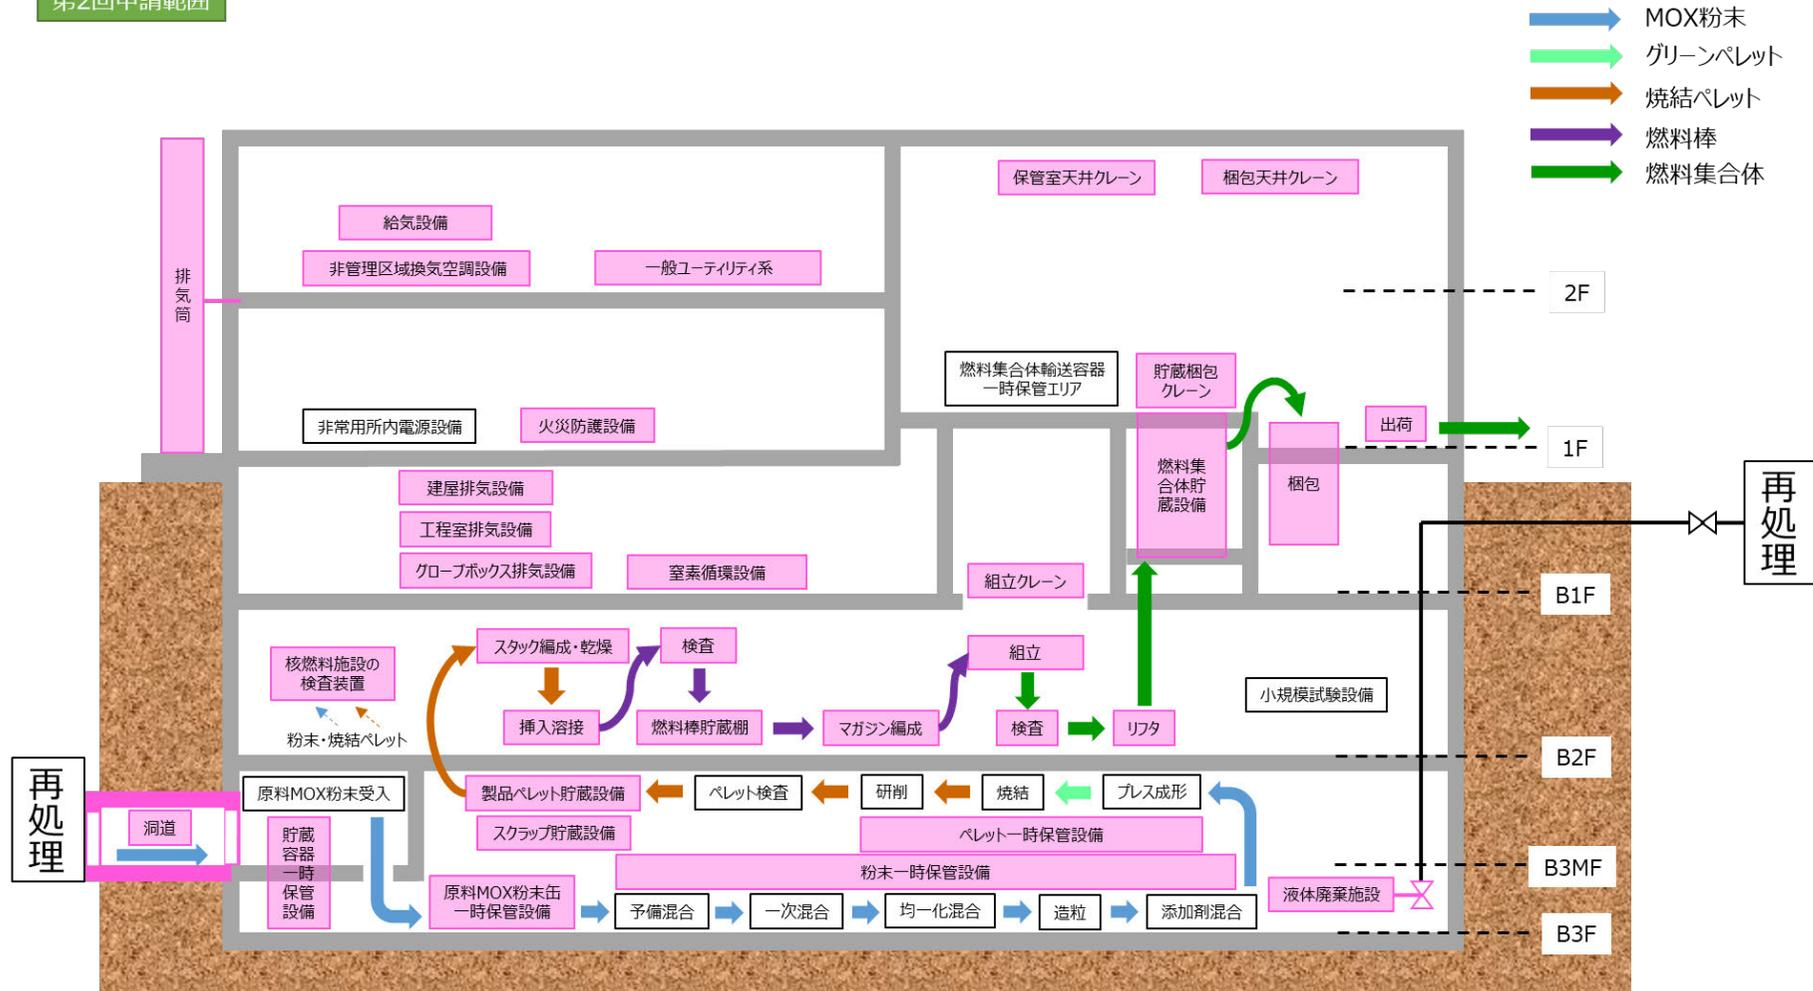 第2回申請範囲
MOX粉末
グリーンペレット
焼結ペレット
燃料棒
燃料集合体
保管室天井クレーン
梱包天井クレーン
給気設備
非管理区域換気空調設備
一般ユーティリティ系
排気筒
2F
燃料集合体輸送容器
一時保管エリア
貯蔵梱包
クレーン
非常用所内電源設備
火災防護設備
出荷
1F
建屋排気設備
工程室排気設備
グローブボックス排気設備
窒素循環設備
燃料集
合体貯
蔵設備
梱包
再処理
組立クレーン
B1F
スタック編成・乾燥
検査
組立
核燃料施設の
検査装置
小規模試験設備
挿入溶接
燃料棒貯蔵棚
マガジン編成
検査
リフタ
粉末・焼結ペレット
B2F
再処理
原料MOX粉末受入
製品ペレット貯蔵設備
ペレット検査
研削
焼結
プレス成形
洞道
貯蔵
容器
一時
保管
設備
スクラップ貯蔵設備
ペレット一時保管設備
粉末一時保管設備
B3MF
原料MOX粉末缶
一時保管設備
予備混合
一次混合
均一化混合
造粒
添加剤混合
液体廃棄施設
B3F